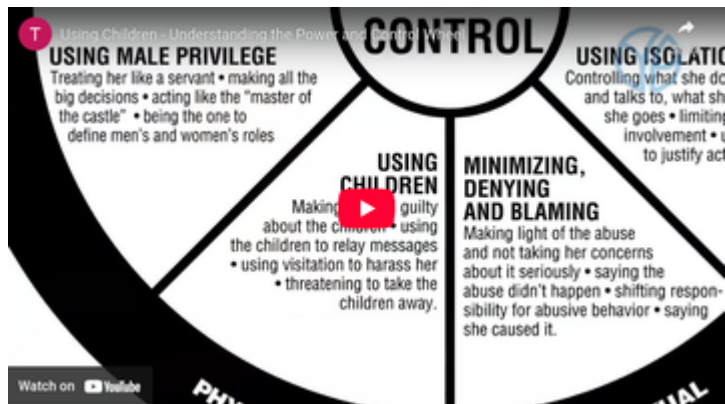 T Using Children - Understanding the Power and Control Wheel
CONTROL
USING MALE PRIVILEGE
Treating her like a servant • making all the
big decisions • acting like the “master of
the castle” • being the one to
define men's and women's roles
USING
CHILDREN
Making guilty
about the children • using
the children to relay messages
• using visitation to harass her
• threatening to take the
children away.
MINIMIZING,
DENYING
AND BLAMING
Making light of the abuse
and not taking her concerns
about it seriously • saying the
abuse didn't happen • shifting respon-
sibility for abusive behavior • saying
she caused it.
USING ISOLATIO
Controlling what she do
and talks to, what sh
she goes • limiting
involvement • u
to justify act
Watch on YouTube
PHY
UAL